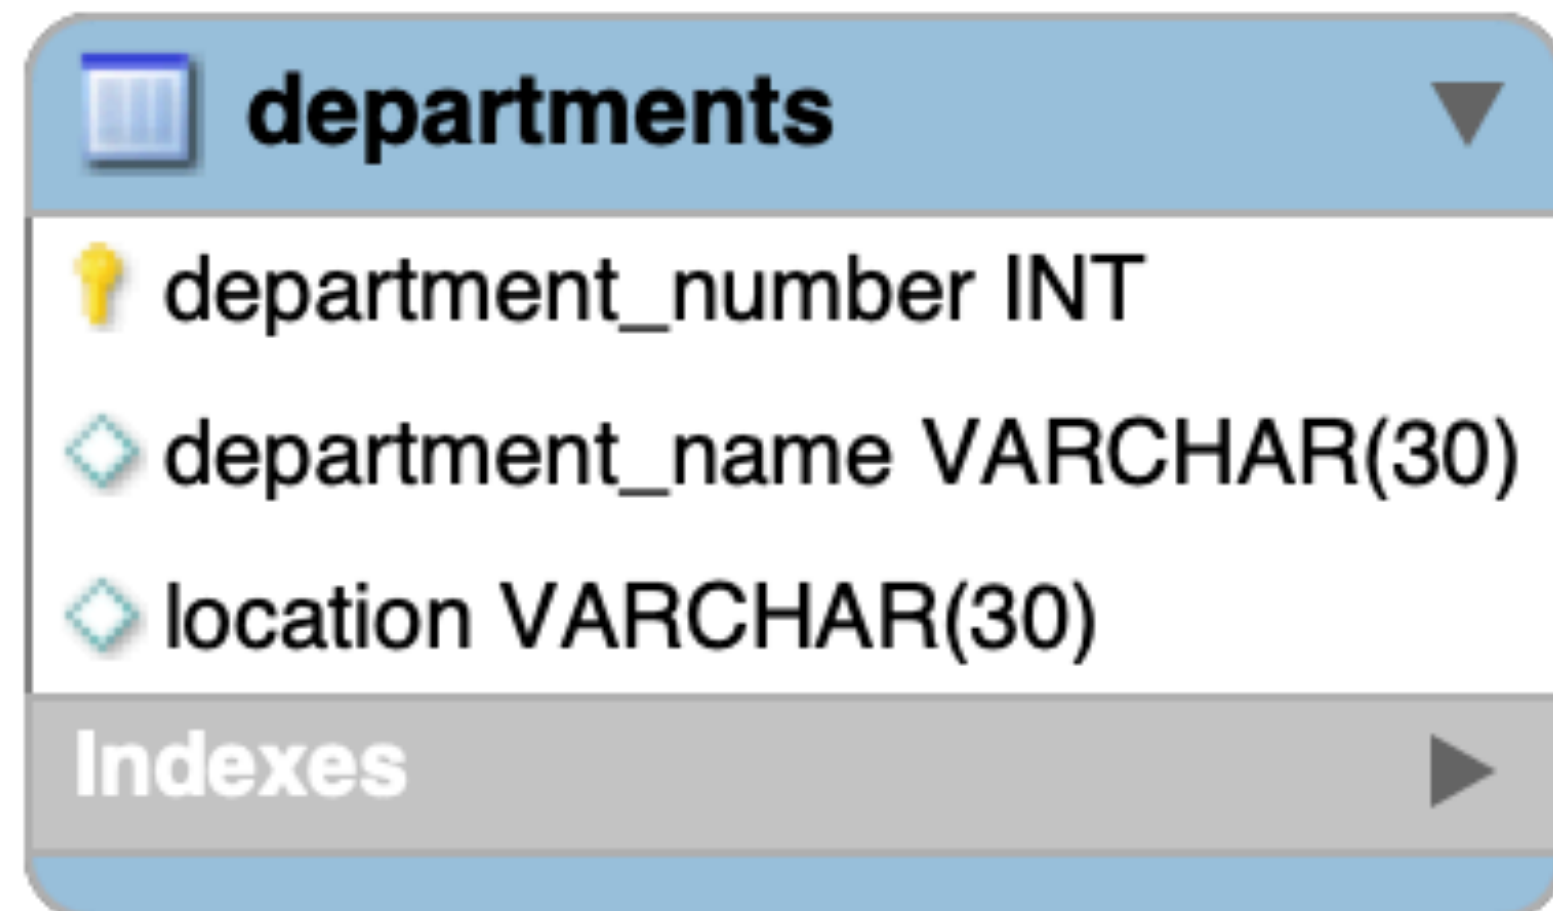 departments
department_number INT
department_name VARCHAR(30)
location VARCHAR(30)
Indexes